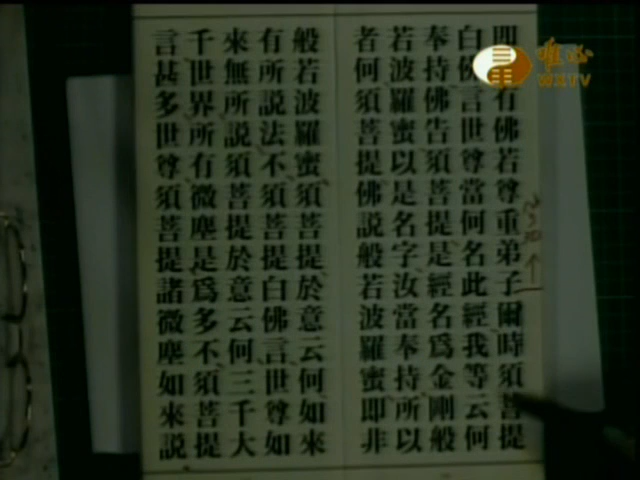 即有佛若尊重弟子爾時須菩提
白佛言世尊當何名此經我等云何
奉持佛告須菩提是經名爲金剛般
若波羅蜜以是名字汝當奉持所以
者何須菩提佛說般若波羅蜜即非
般若波羅蜜須菩提於意云何如來
有所說法不須菩提白佛言世尊如
來無所說須菩提於意云何三千大
千世界所有微塵是爲多不須菩提
言甚多世尊須菩提諸微塵如來說
唯心
WXTV